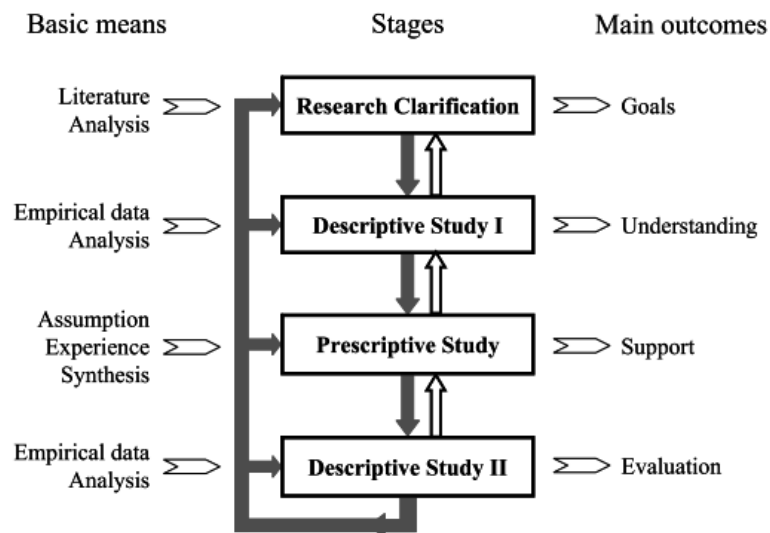 Basic means
Stages
Main outcomes
Literature
Analysis
Research Clarification
Goals
Empirical data
Analysis
Descriptive Study I
Understanding
Assumption
Experience
Synthesis
Prescriptive Study
Support
Empirical data
Analysis
Descriptive Study II
Evaluation